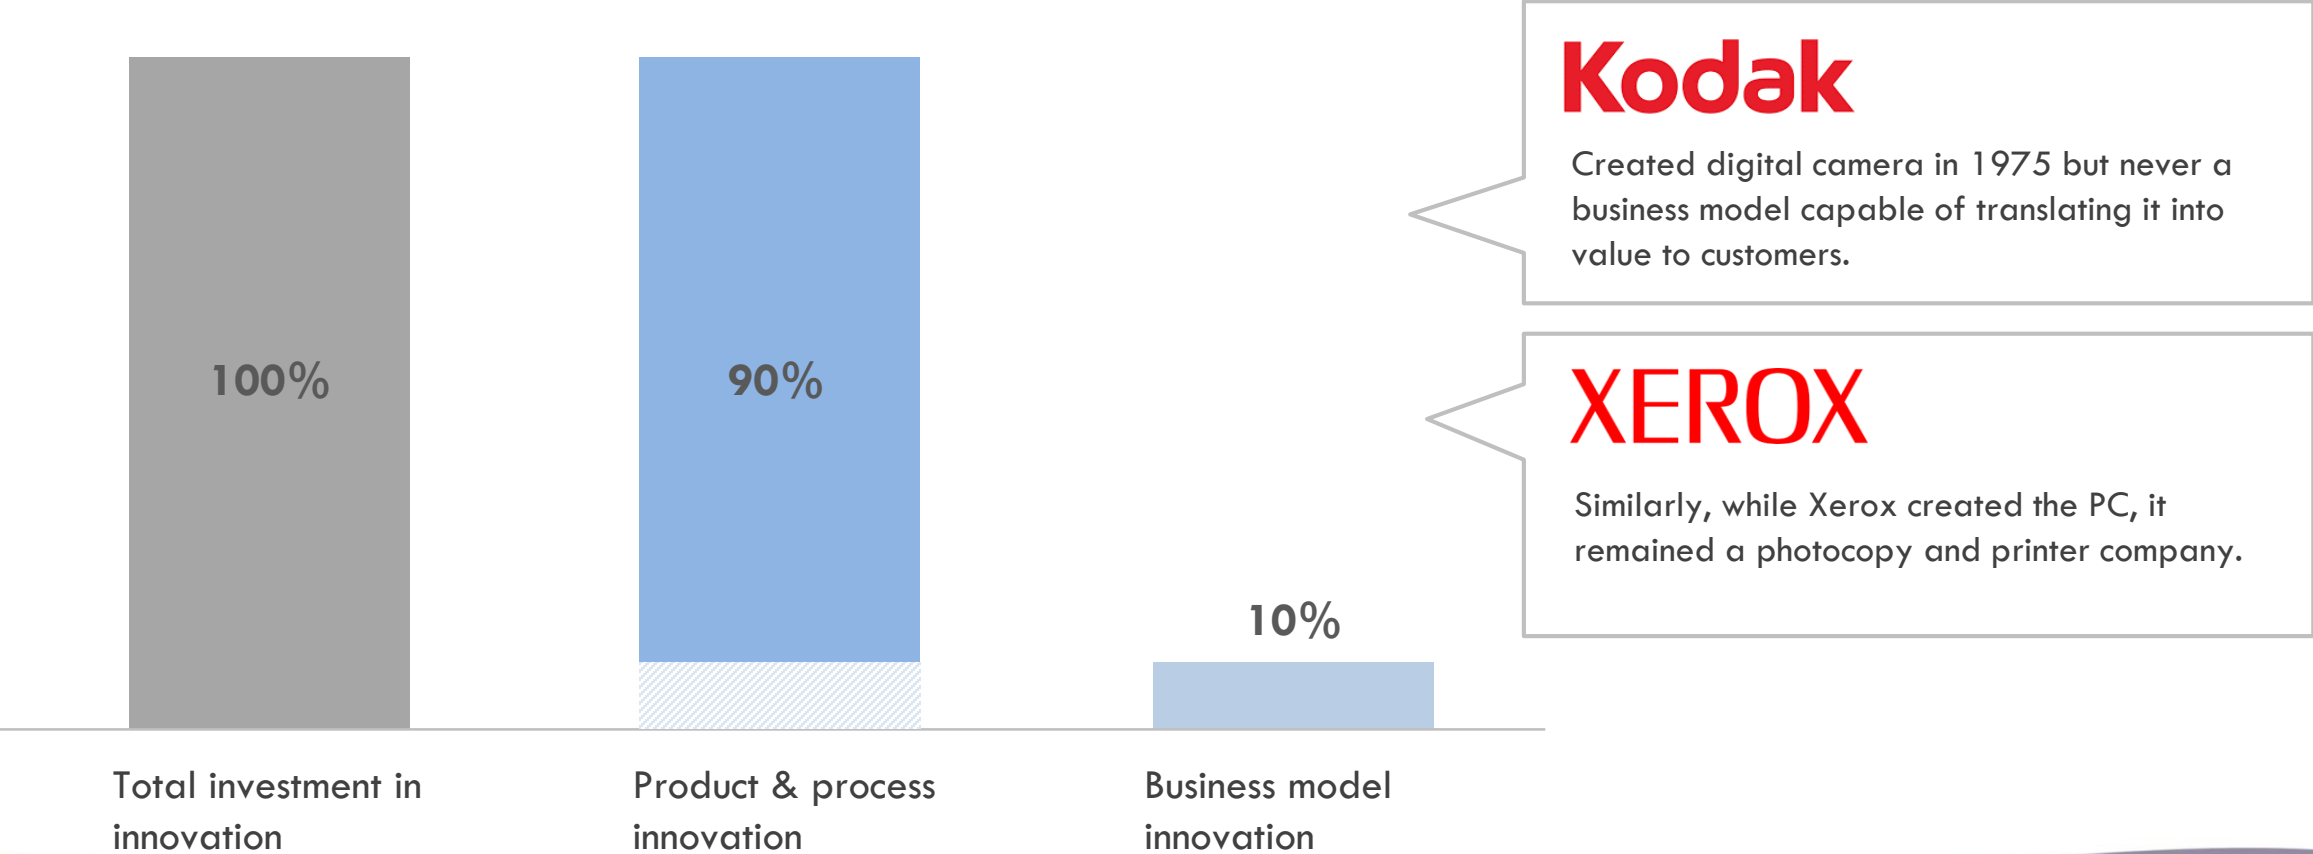 100%
90%
10%
Total investment in
innovation
Product & process
innovation
Business model
innovation
Kodak
Created digital camera in 1975 but never a
business model capable of translating it into
value to customers.
XEROX
Similarly, while Xerox created the PC, it
remained a photocopy and printer company.